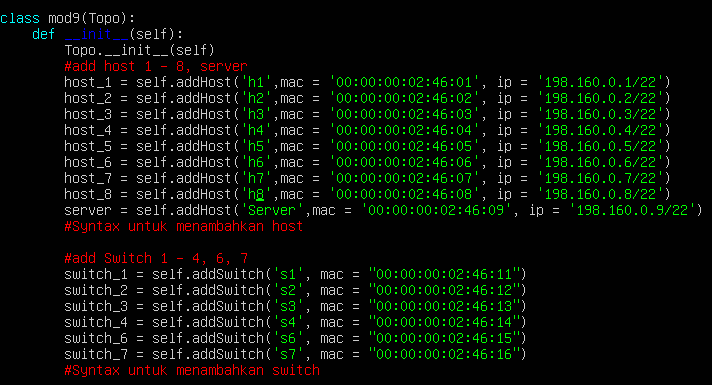 class mod9(Topo):
    def __init__(self):
        Topo.__init__(self)
        #add host 1 - 8, server
        host_1 = self.addHost('h1',mac = '00:00:00:02:46:01', ip = '198.160.0.1/22')
        host_2 = self.addHost('h2',mac = '00:00:00:02:46:02', ip = '198.160.0.2/22')
        host_3 = self.addHost('h3',mac = '00:00:00:02:46:03', ip = '198.160.0.3/22')
        host_4 = self.addHost('h4',mac = '00:00:00:02:46:04', ip = '198.160.0.4/22')
        host_5 = self.addHost('h5',mac = '00:00:00:02:46:05', ip = '198.160.0.5/22')
        host_6 = self.addHost('h6',mac = '00:00:00:02:46:06', ip = '198.160.0.6/22')
        host_7 = self.addHost('h7',mac = '00:00:00:02:46:07', ip = '198.160.0.7/22')
        host_8 = self.addHost('h8',mac = '00:00:00:02:46:08', ip = '198.160.0.8/22')
        server = self.addHost('Server',mac = '00:00:00:02:46:09', ip = '198.160.0.9/22')
        #Syntax untuk menambahkan host
        #add Switch 1 - 4, 6, 7
        switch_1 = self.addSwitch('s1', mac = "00:00:00:02:46:11")
        switch_2 = self.addSwitch('s2', mac = "00:00:00:02:46:12")
        switch_3 = self.addSwitch('s3', mac = "00:00:00:02:46:13")
        switch_4 = self.addSwitch('s4', mac = "00:00:00:02:46:14")
        switch_6 = self.addSwitch('s6', mac = "00:00:00:02:46:15")
        switch_7 = self.addSwitch('s7', mac = "00:00:00:02:46:16")
        #Syntax untuk menambahkan switch